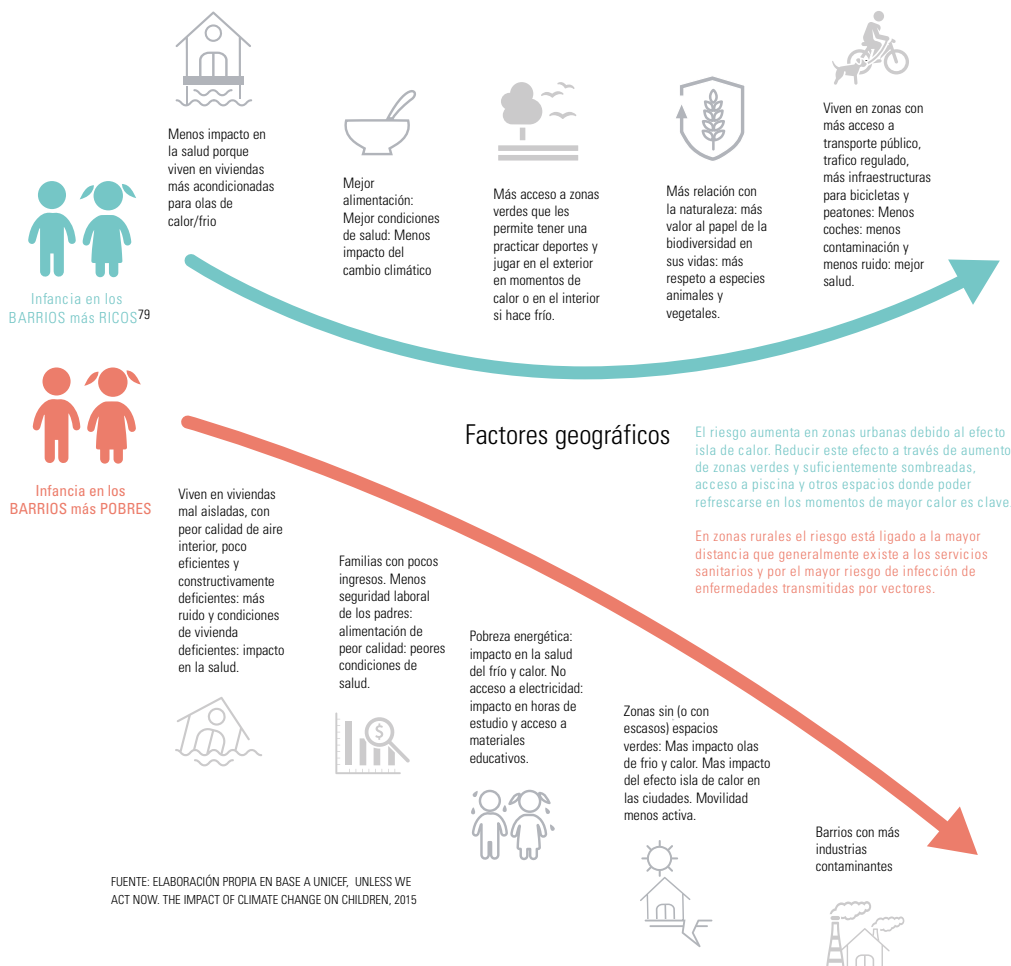 Menos impacto en
la salud porque
viven en viviendas
más acondicionadas
para olas de
calor/frio
Mejor
alimentación:
Mejor condiciones
de salud: Menos
impacto del
cambio climático
Más acceso a zonas
verdes que les
permite tener una
practicar deportes y
jugar en el exterior
en momentos de
calor o en el interior
si hace frío.
Más relación con
la naturaleza: más
valor al papel de la
biodiversidad en
sus vidas: más
respeto a especies
animales y
vegetales.
Viven en zonas con
más acceso a
transporte público,
trafico regulado,
más infraestructuras
para bicicletas y
peatones: Menos
coches: menos
contaminación y
menos ruido: mejor
salud.
Infancia en los
BARRIOS más RICOS79
Infancia en los
BARRIOS más POBRES
Factores geográficos
El riesgo aumenta en zonas urbanas debido al efecto
isla de calor. Reducir este efecto a través de aumento
de zonas verdes y suficientemente sombreadas,
acceso a piscina y otros espacios donde poder
refrescarse en los momentos de mayor calor es clave
En zonas rurales el riesgo está ligado a la mayor
distancia que generalmente existe a los servicios
sanitarios y por el mayor riesgo de infección de
enfermedades transmitidas por vectores.
Viven en viviendas
mal aisladas, con
peor calidad de aire
interior, poco
eficientes y
constructivamente
deficientes: más
ruido y condiciones
de vivienda
deficientes: impacto
en la salud.
Familias con pocos
ingresos. Menos
seguridad laboral
de los padres:
alimentación de
peor calidad: peores
condiciones de
salud.
$
Pobreza energética:
impacto en la salud
del frío y calor. No
acceso a electricidad:
impacto en horas de
estudio y acceso a
materiales
educativos.
Zonas sin (o con
escasos) espacios
verdes: Mas impacto olas
de frio y calor. Mas impacto
del efecto isla de calor en
las ciudades. Movilidad
menos activa.
Barrios con más
industrias
contaminantes
FUENTE: ELABORACIÓN PROPIA EN BASE A UNICEF, UNLESS WE
ACT NOW. THE IMPACT OF CLIMATE CHANGE ON CHILDREN, 2015